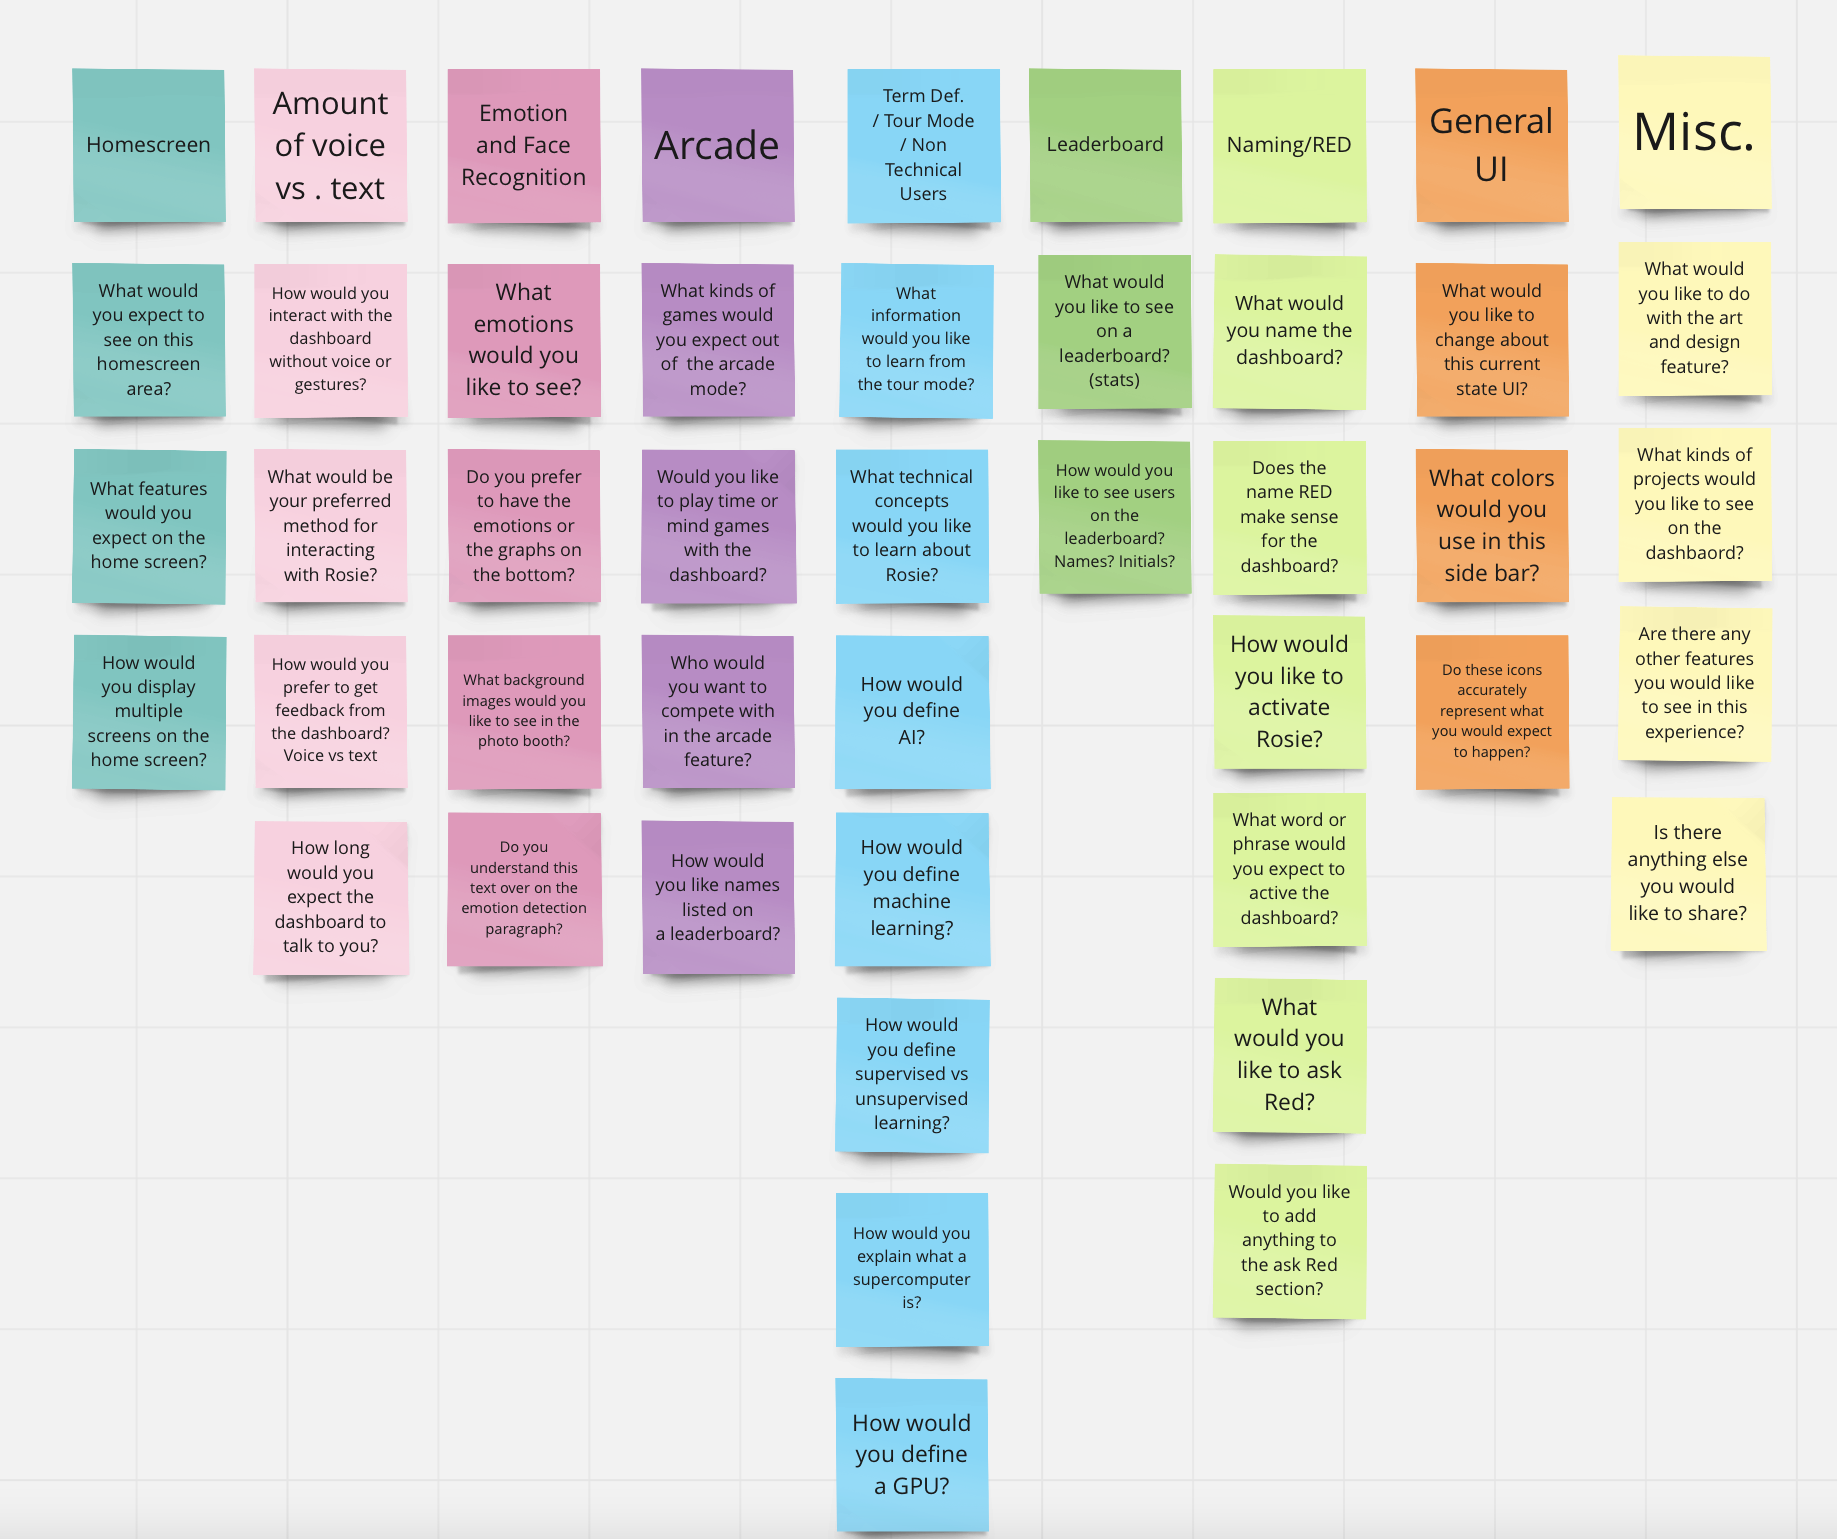 Homescreen
What would
you expect to
see on this
homescreen
area?
What features
would you
expect on the
home screen?
How would
you display
multiple
screens on the
home screen?
Amount
of voice
vs . text
How would you
interact with the
dashboard
without voice or
gestures?
What would be
your preferred
method for
interacting
with Rosie?
How would you
prefer to get
feedback from
the dashboard?
Voice vs text
How long
would you
expect the
dashboard to
talk to you?
Emotion
and Face
Recognition
What
emotions
would you
like to see?
Do you prefer
to have the
emotions or
the graphs on
the bottom?
What background
images would you
like to see in the
photo booth?
Do you
understand this
text over on the
emotion detection
paragraph?
Arcade
What kinds of
games would
you expect out
of the arcade
mode?
Would you like
to play time or
mind games
with the
dashboard?
Who would
you want to
compete with
in the arcade
feature?
How would
you like names
listed on
a leaderboard?
Term Def.
/ Tour Mode
/ Non
Technical
Users
What
information
would you like
to learn from
the tour mode?
What technical
concepts
would you like
to learn about
Rosie?
How would
you define
AI?
How would
you define
machine
learning?
How would
you define
supervised vs
unsupervised
learning?
How would you
explain what a
supercomputer
is?
How would
you define
a GPU?
Leaderboard
What would
you like to see
on a
leaderboard?
(stats)
How would you
like to see users
on the
leaderboard?
Names? Initials?
Naming/RED
What would
you name the
dashboard?
Does the
name RED
make sense
for the
dashboard?
How would
you like to
activate
Rosie?
What word or
phrase would
you expect to
active the
dashboard?
What
would you
like to ask
Red?
Would you like
to add
anything to
the ask Red
section?
General
UI
What would
you like to
change about
this current
state UI?
What colors
would you
use in this
side bar?
Do these icons
accurately
represent what
you would expect
to happen?
Misc.
What would
you like to do
with the art
and design
feature?
What kinds of
projects would
you like to see
on the
dashbaord?
Are there any
other features
you would like
to see in this
experience?
Is there
anything else
you would
like to share?